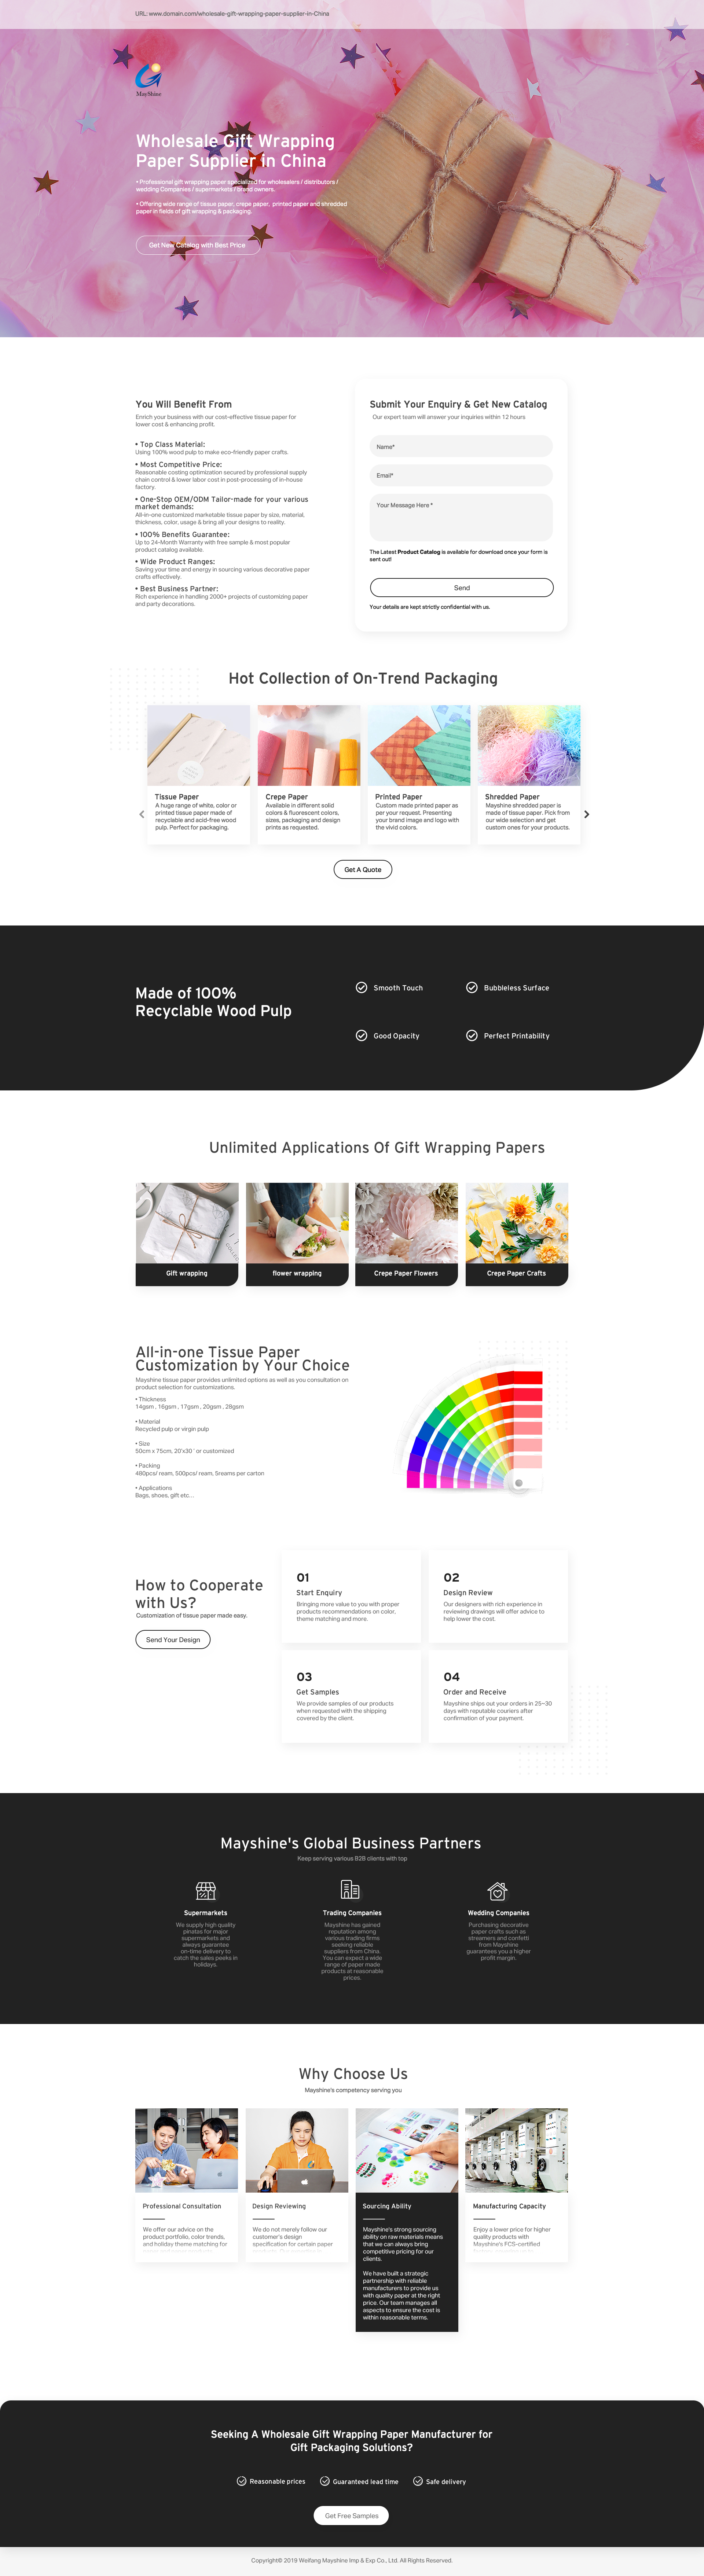 URL: www.domain.com/wholesale-gift-wrapping-paper-supplier-in-China
MayShine
Wholesale Gift Wrapping
Paper Supplier in China
• Professional gift wrapping paper specialized for wholesalers / distributors /
wedding Companies / supermarkets / brand owners.
• Offering wide range of tissue paper, crepe paper, printed paper and shredded
paper in fields of gift wrapping & packaging.
Get New Catalog with Best Price
You Will Benefit From
Enrich your business with our cost-effective tissue paper for
lower cost & enhancing profit.
• Top Class Material:
Using 100% wood pulp to make eco-friendly paper crafts.
• Most Competitive Price:
Reasonable costing optimization secured by professional supply
chain control & lower labor cost in post-processing of in-house
factory.
• One-Stop OEM/ODM Tailor-made for your various
market demands:
All-in-one customized marketable tissue paper by size, material,
thickness, color, usage & bring all your designs to reality.
• 100% Benefits Guarantee:
Up to 24-Month Warranty with free sample & most popular
product catalog available.
• Wide Product Ranges:
Saving your time and energy in sourcing various decorative paper
crafts effectively.
• Best Business Partner:
Rich experience in handling 2000+ projects of customizing paper
and party decorations.
Submit Your Enquiry & Get New Catalog
Our expert team will answer your inquiries within 12 hours
Name*
Email*
Your Message Here *
The Latest Product Catalog is available for download once your form is
sent out!
Send
Your details are kept strictly confidential with us.
Hot Collection of On-Trend Packaging
Tissue Paper
A huge range of white, color or
printed tissue paper made of
recyclable and acid-free wood
pulp. Perfect for packaging.
Crepe Paper
Available in different solid
colors & fluorescent colors,
sizes, packaging and design
prints as requested.
Printed Paper
Custom made printed paper as
per your request. Presenting
your brand image and logo with
the vivid colors.
Shredded Paper
Mayshine shredded paper is
made of tissue paper. Pick from
our wide selection and get
custom ones for your products.
Get A Quote
Made of 100%
Recyclable Wood Pulp
Smooth Touch
Bubbleless Surface
Good Opacity
Perfect Printability
Unlimited Applications Of Gift Wrapping Papers
Gift wrapping
flower wrapping
Crepe Paper Flowers
Crepe Paper Crafts
All-in-one Tissue Paper
Customization by Your Choice
Mayshine tissue paper provides unlimited options as well as you consultation on
product selection for customizations.
• Thickness
14gsm , 16gsm , 17gsm , 20gsm , 28gsm
• Material
Recycled pulp or virgin pulp
• Size
50cm x 75cm, 20'x30 ' or customized
• Packing
480pcs/ ream, 500pcs/ ream, 5reams per carton
• Applications
Bags, shoes, gift etc...
How to Cooperate
with Us?
Customization of tissue paper made easy.
Send Your Design
01
Start Enquiry
Bringing more value to you with proper
products recommendations on color,
theme matching and more.
02
Design Review
Our designers with rich experience in
reviewing drawings will offer advice to
help lower the cost.
03
Get Samples
We provide samples of our products
when requested with the shipping
covered by the client.
04
Order and Receive
Mayshine ships out your orders in 25~30
days with reputable couriers after
confirmation of your payment.
Mayshine's Global Business Partners
Keep serving various B2B clients with top
Supermarkets
We supply high quality
pinatas for major
supermarkets and
always guarantee
on-time delivery to
catch the sales peeks in
holidays.
Trading Companies
Mayshine has gained
reputation among
various trading firms
seeking reliable
suppliers from China.
You can expect a wide
range of paper made
products at reasonable
prices.
Wedding Companies
Purchasing decorative
paper crafts such as
streamers and confetti
from Mayshine
guarantees you a higher
profit margin.
Why Choose Us
Mayshine's competency serving you
Professional Consultation
We offer our advice on the
product portfolio, color trends,
and holiday theme matching for
Design Reviewing
We do not merely follow our
customer's design
specification for certain paper
Sourcing Ability
Mayshine's strong sourcing
ability on raw materials means
that we can always bring
competitive pricing for our
clients.
We have built a strategic
partnership with reliable
manufacturers to provide us
with quality paper at the right
price. Our team manages all
aspects to ensure the cost is
within reasonable terms.
Manufacturing Capacity
Enjoy a lower price for higher
quality products with
Mayshine's FCS-certified
Seeking A Wholesale Gift Wrapping Paper Manufacturer for
Gift Packaging Solutions?
Reasonable prices
Guaranteed lead time
Safe delivery
Get Free Samples
Copyright© 2019 Weifang Mayshine Imp & Exp Co., Ltd. All Rights Reserved.